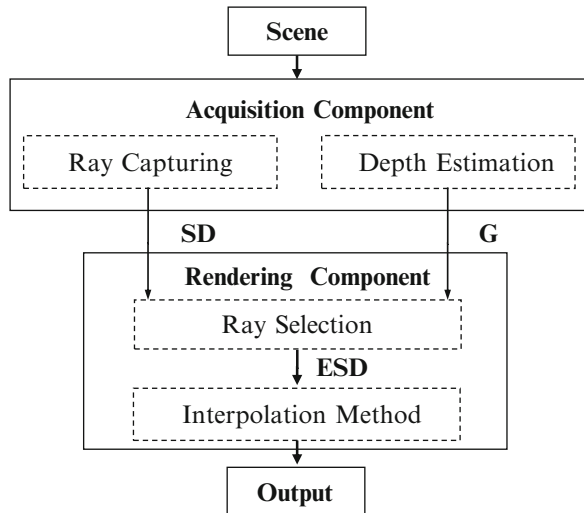 Scene
Acquisition Component
Ray Capturing
Depth Estimation
SD
G
Rendering Component
Ray Selection
ESD
Interpolation Method
Output